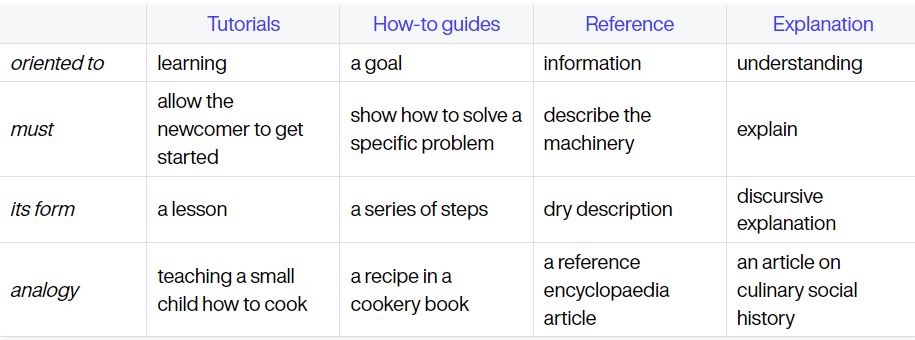 Tutorials How-to guides Reference Explanation
oriented to learning a goal information understanding
must
allow the
newcomer to get
started
show how to solve a
specific problem
describe the
machinery
explain
its form a lesson a series of steps dry description
discursive
explanation
analogy
teaching a small
child how to cook
a recipe in a
cookery book
a reference
encyclopaedia
article
an article on
culinary social
history